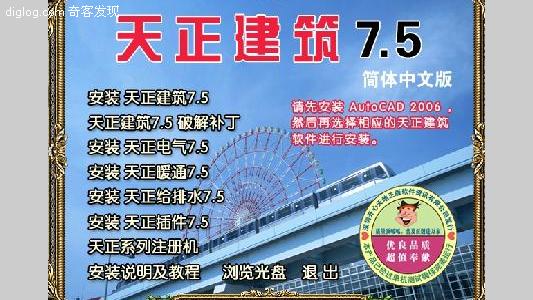 diglog.com 奇客发现
天正建筑 7.5
简体中文版
安装 天正建筑7.5
天正建筑7.5 破解补丁
安装 天正电气7.5
安装 天正暖通7.5
安装 天正给排水7.5
安装 天正插件7.5
天正系列注册机
安装说明及教程 浏览光盘 退 出
请先安装 AutoCAD 2006 ，
然后再选择相应的天正建筑
软件进行安装。
优良品质
超值奉献